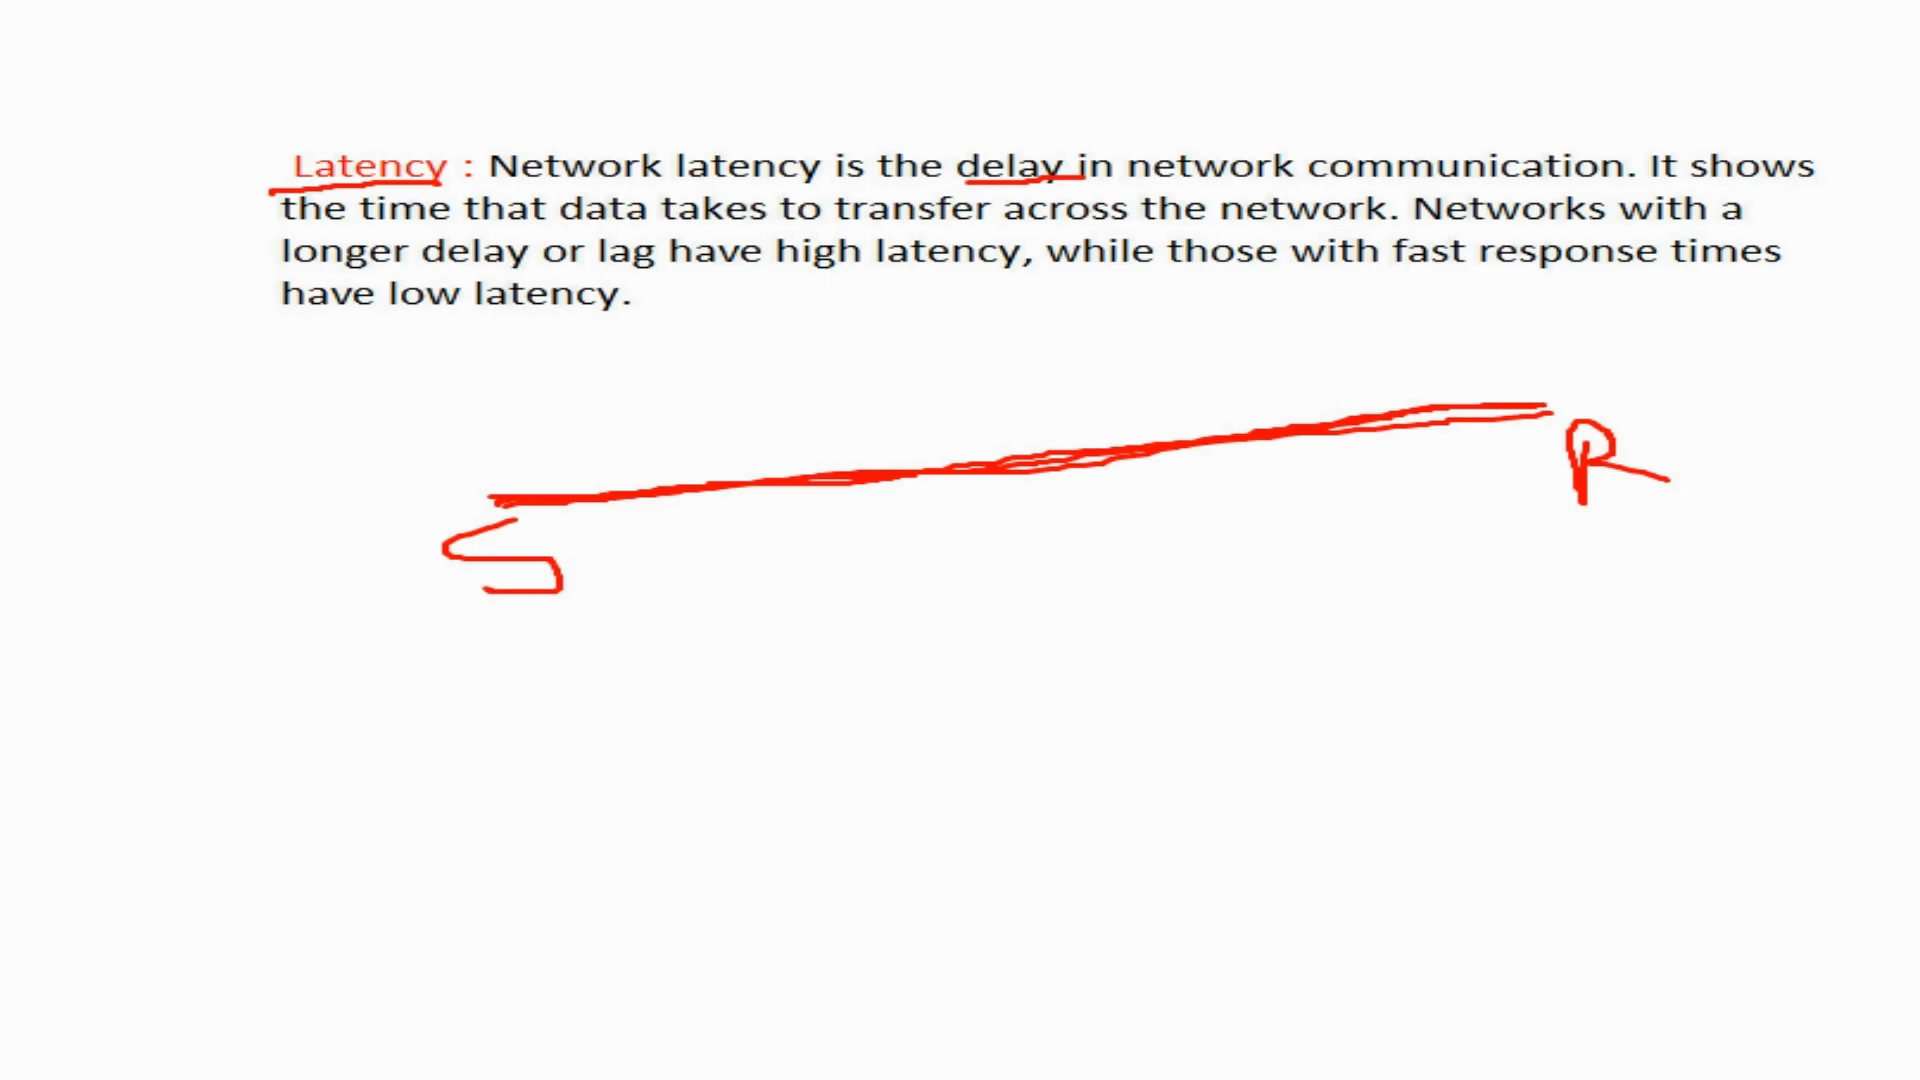 Latency : Network latency is the delay in network communication. It shows
the time that data takes to transfer across the network. Networks with a
longer delay or lag have high latency, while those with fast response times
have low latency.
R
S